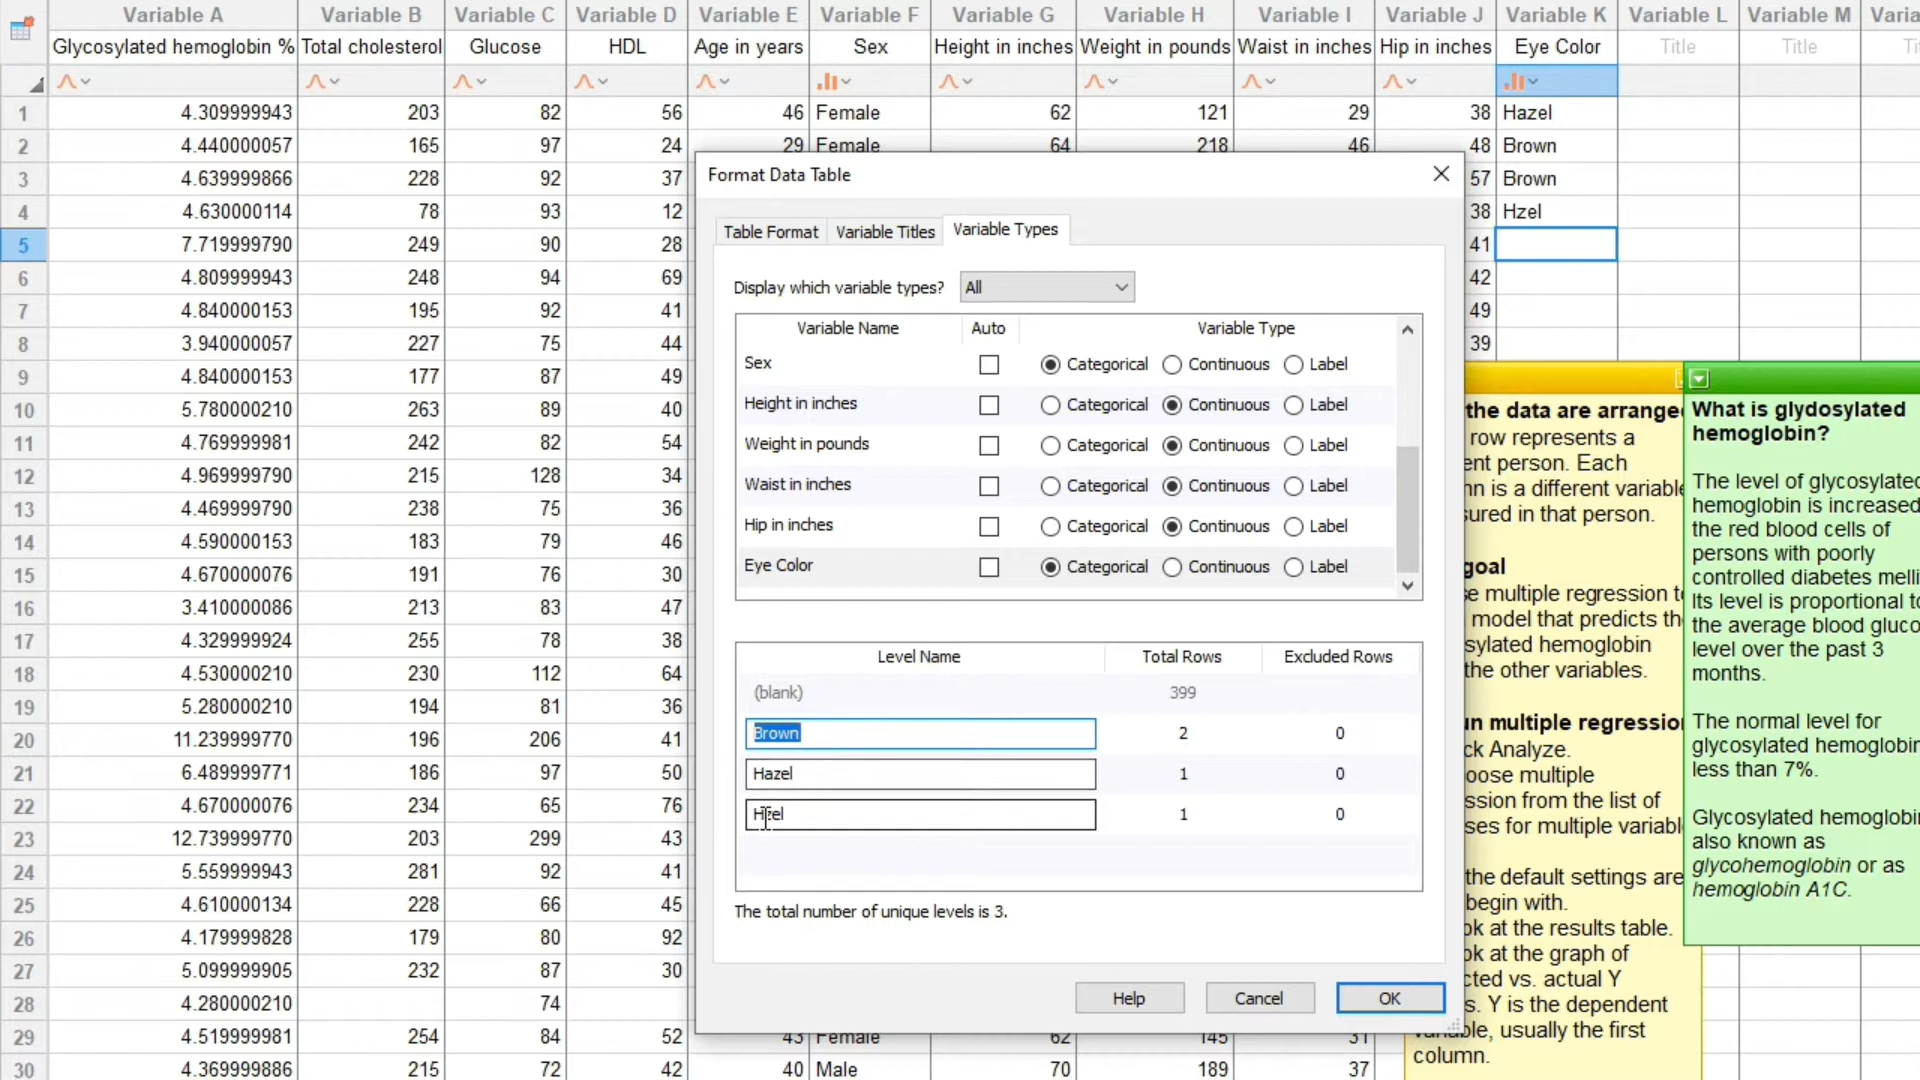 Variable A Variable B Variable C Variable D Variable E Variable F Variable G Variable H Variable I Variable J Variable K Variable L Variable M
Glycosylated hemoglobin % Total cholesterol Glucose HDL Age in years Sex Height in inches Weight in pounds Waist in inches Hip in inches Eye Color Title Title
1 4.309999943 203 82 56 46 Female 62 121 29 38 Hazel
2 4.440000057 165 97 24 29 Female 64 218 46 48 Brown
3 4.639999866 228 92 37 57 Brown
4 4.630000114 78 93 12 38 Hzel
5 7.719999790 249 90 28 41
6 4.809999943 248 94 69 42
7 4.840000153 195 92 41 49
8 3.940000057 227 75 44 39
9 4.840000153 177 87 49
10 5.780000210 263 89 40
11 4.769999981 242 82 54
12 4.969999790 215 128 34
13 4.469999790 238 75 36
14 4.590000153 183 79 46
15 4.670000076 191 76 30
16 3.410000086 213 83 47
17 4.329999924 255 78 38
18 4.530000210 230 112 64
19 5.280000210 194 81 36
20 11.239999770 196 206 41
21 6.489999771 186 97 50
22 4.670000076 234 65 76
23 12.739999770 203 299 43
24 5.559999943 281 92 41
25 4.610000134 228 66 45
26 4.179999828 179 80 92
27 5.099999905 232 87 30
28 4.280000210 74
29 4.519999981 254 84 52 43 Female 62 145 31
30 4.369999886 215 72 42 40 Male 70 189 37
Format Data Table
Table Format Variable Titles Variable Types
Display which variable types? All
Variable Name Auto Variable Type
Sex Categorical Continuous Label
Height in inches Categorical Continuous Label
Weight in pounds Categorical Continuous Label
Waist in inches Categorical Continuous Label
Hip in inches Categorical Continuous Label
Eye Color Categorical Continuous Label
Level Name Total Rows Excluded Rows
(blank) 399
Brown 2 0
Hazel 1 0
Hzel 1 0
The total number of unique levels is 3.
Help Cancel OK
the data are arranged
row represents a
person. Each
is a different variable
in that person.
goal
multiple regression to
model that predicts the
hemoglobin
the other variables.
multiple regression
Analyze.
multiple
from the list of
for multiple variabl
the default settings are
begin with.
at the results table.
at the graph of
vs. actual Y
Y is the dependent
variable, usually the first
column.
What is glydosylated
hemoglobin?
The level of glycosylated
hemoglobin is increased
the red blood cells of
persons with poorly
controlled diabetes melli
Its level is proportional to
the average blood gluco
level over the past 3
months.
The normal level for
glycosylated hemoglobin
less than 7%.
Glycosylated hemoglobin
also known as
glycohemoglobin or as
hemoglobin A1C.